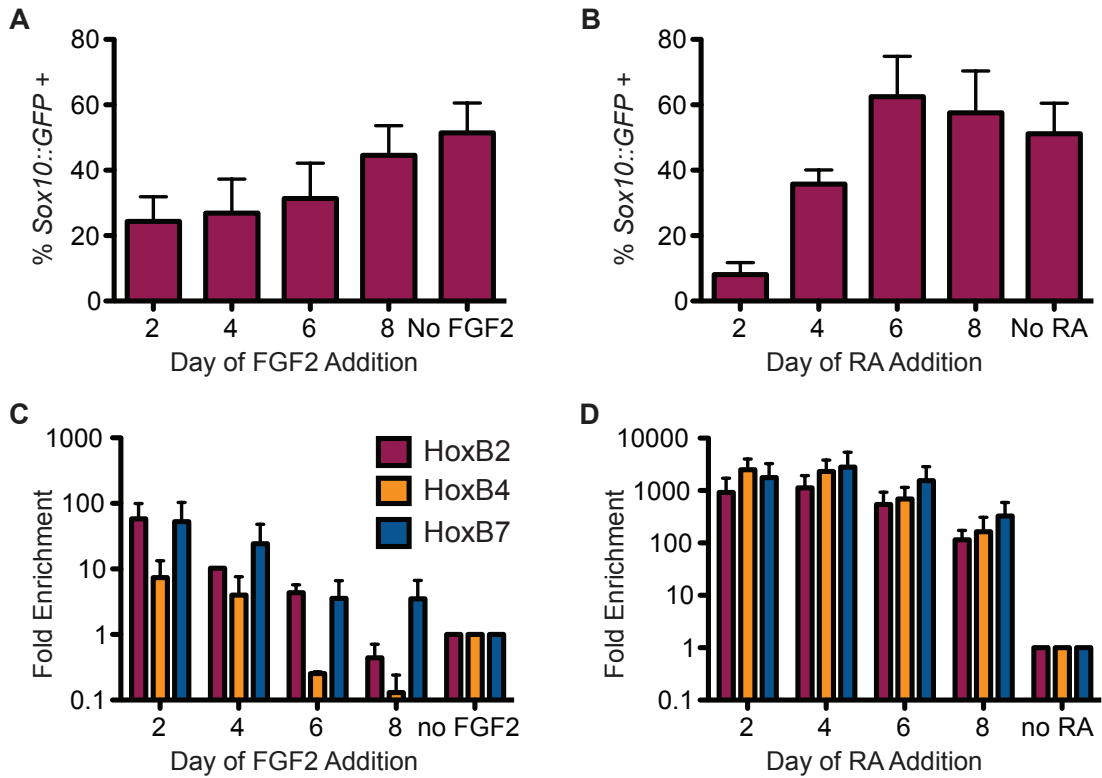 A
% Sox10::GFP +
80
60
40
20
0
2 4 6 8 No FGF2
Day of FGF2 Addition
B
% Sox10::GFP +
80
60
40
20
0
2 4 6 8 No RA
Day of RA Addition
C
Fold Enrichment
1000
100
10
1
0.1
HoxB2
HoxB4
HoxB7
2 4 6 8 no FGF2
Day of FGF2 Addition
D
Fold Enrichment
10000
1000
100
10
1
0.1
2 4 6 8 no RA
Day of RA Addition